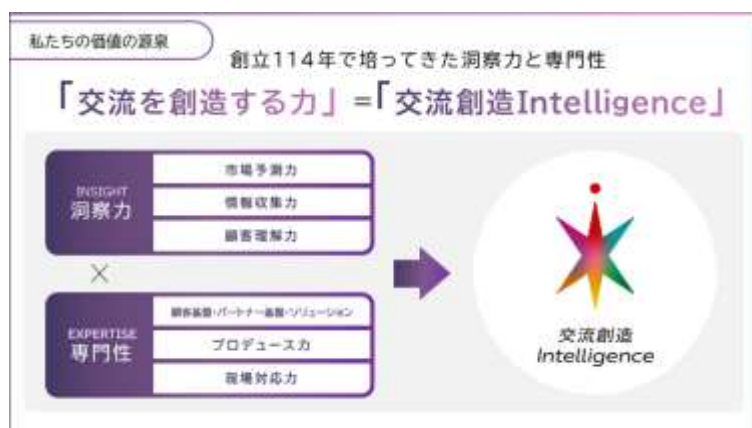 私たちの価値の源泉
創立114年で培ってきた洞察力と専門性
「交流を創造する力」=「交流創造Intelligence」
INSIGHT
洞察力
市場予測力
情報収集力
顧客理解力
×
EXPERTISE
専門性
顧客基盤・パートナー基盤・ソリューション
プロデュース力
現場対応力
交流創造
Intelligence